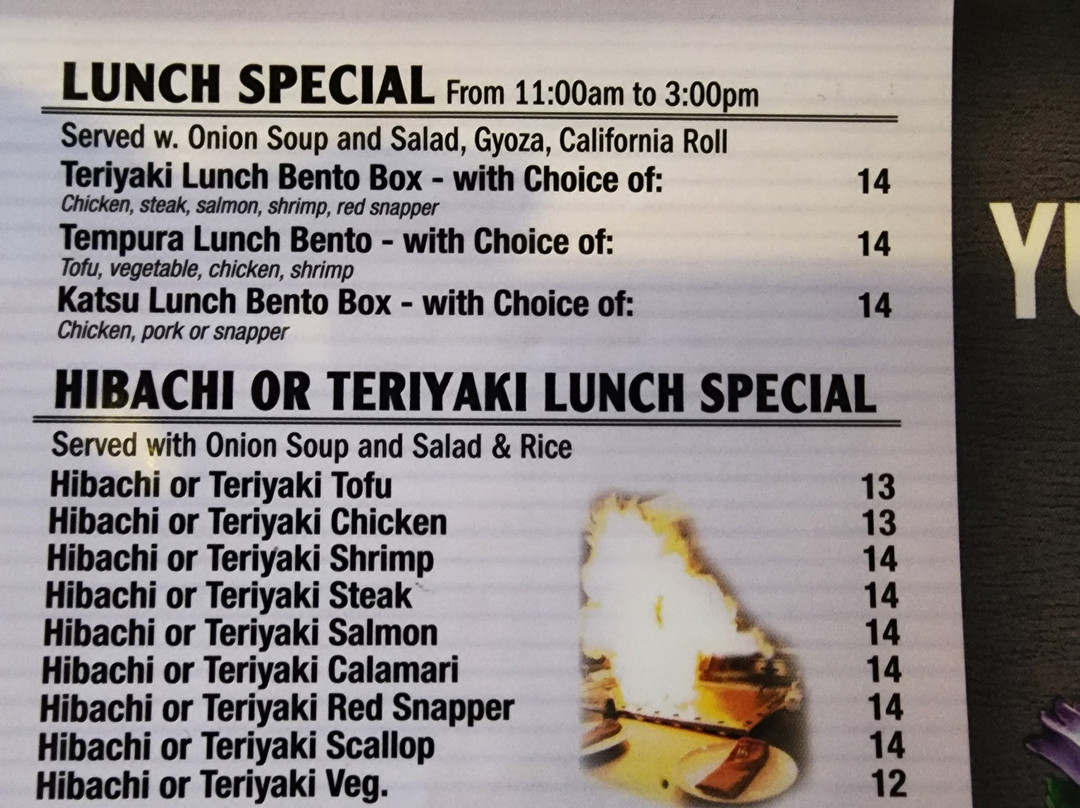 LUNCH SPECIAL From 11:00am to 3:00pm
Served w. Onion Soup and Salad, Gyoza, California Roll
Teriyaki Lunch Bento Box - with Choice of: 14
Chicken, steak, salmon, shrimp, red snapper
Tempura Lunch Bento - with Choice of: 14
Tofu, vegetable, chicken, shrimp
Katsu Lunch Bento Box - with Choice of: 14
Chicken, pork or snapper
HIBACHI OR TERIYAKI LUNCH SPECIAL
Served with Onion Soup and Salad & Rice
Hibachi or Teriyaki Tofu 13
Hibachi or Teriyaki Chicken 13
Hibachi or Teriyaki Shrimp 14
Hibachi or Teriyaki Steak 14
Hibachi or Teriyaki Salmon 14
Hibachi or Teriyaki Calamari 14
Hibachi or Teriyaki Red Snapper 14
Hibachi or Teriyaki Scallop 14
Hibachi or Teriyaki Veg. 12